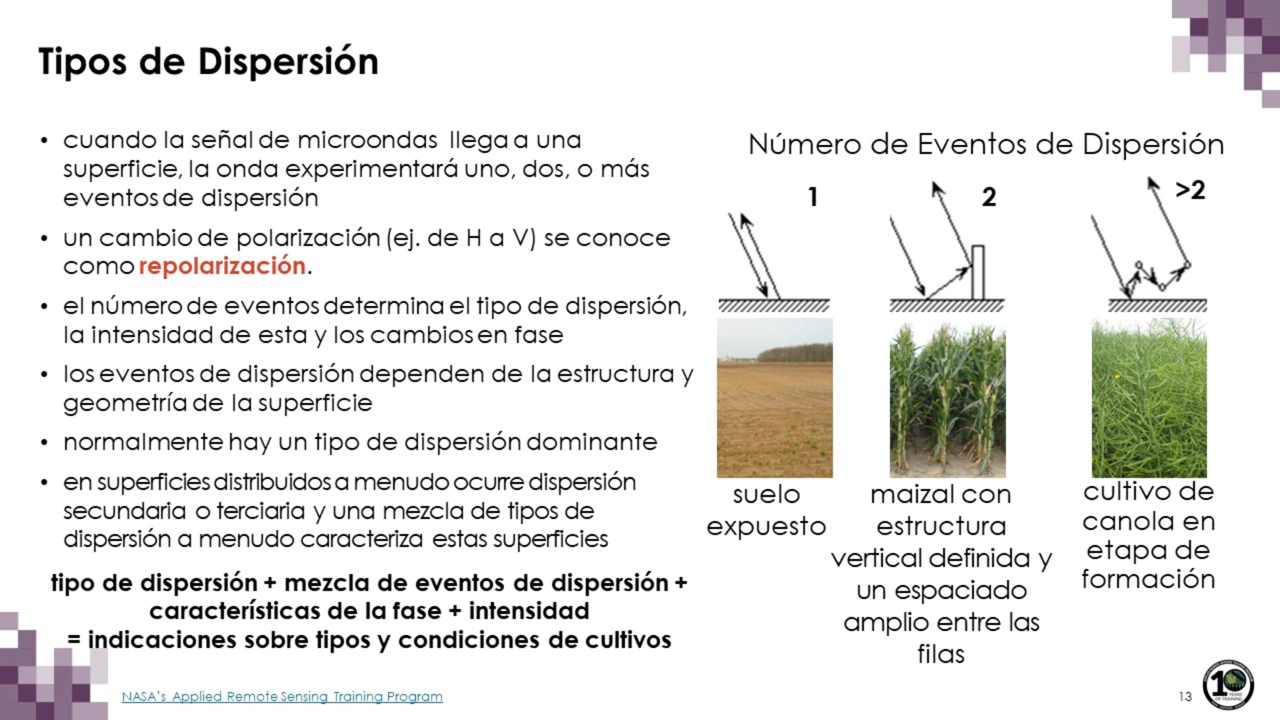 Tipos de Dispersión
• cuando la señal de microondas llega a una
superficie, la onda experimentará uno, dos, o más
eventos de dispersión
• un cambio de polarización (ej. de H a V) se conoce
como repolarización.
• el número de eventos determina el tipo de dispersión,
la intensidad de esta y los cambios en fase
• los eventos de dispersión dependen de la estructura y
geometría de la superficie
• normalmente hay un tipo de dispersión dominante
• en superficies distribuidos a menudo ocurre dispersión
secundaria o terciaria y una mezcla de tipos de
dispersión a menudo caracteriza estas superficies
tipo de dispersión + mezcla de eventos de dispersión +
características de la fase + intensidad
= indicaciones sobre tipos y condiciones de cultivos
Número de Eventos de Dispersión
1
2
>2
suelo
expuesto
maizal con
estructura
vertical definida y
un espaciado
amplio entre las
filas
cultivo de
canola en
etapa de
formación
NASA's Applied Remote Sensing Training Program
13
10
YEARS
OF TRAINING